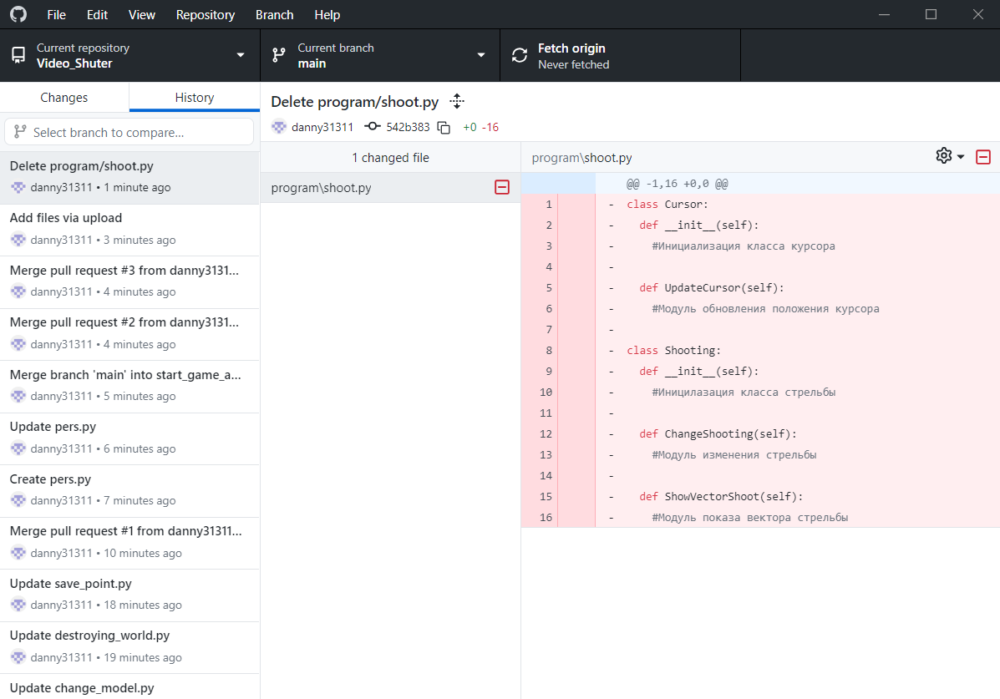 File Edit View Repository Branch Help
Current repository
Video_Shuter
Current branch
main
Fetch origin
Never fetched
Changes
History
Select branch to compare...
Delete program/shoot.py
danny31311 • 1 minute ago
Add files via upload
danny31311 • 3 minutes ago
Merge pull request #3 from danny3131...
danny31311 • 4 minutes ago
Merge pull request #2 from danny3131...
danny31311 • 4 minutes ago
Merge branch 'main' into start_game_a...
danny31311 • 5 minutes ago
Update pers.py
danny31311 • 6 minutes ago
Create pers.py
danny31311 • 7 minutes ago
Merge pull request #1 from danny31311...
danny31311 • 10 minutes ago
Update save_point.py
danny31311 • 18 minutes ago
Update destroying_world.py
danny31311 • 19 minutes ago
Update change_model.py
Delete program/shoot.py
danny31311 542b383 +0 -16
1 changed file
program\shoot.py
program\shoot.py
@@ -1,16 +0,0 @@
1 - class Cursor:
2 - def __init__(self):
3 - #Инициализация класса курсора
4 -
5 - def UpdateCursor(self):
6 - #Модуль обновления положения курсора
7 -
8 - class Shooting:
9 - def __init__(self):
10 - #Иницилазация класса стрельбы
11 -
12 - def ChangeShooting(self):
13 - #Модуль изменения стрельбы
14 -
15 - def ShowVectorShoot(self):
16 - #Модуль показа вектора стрельбы